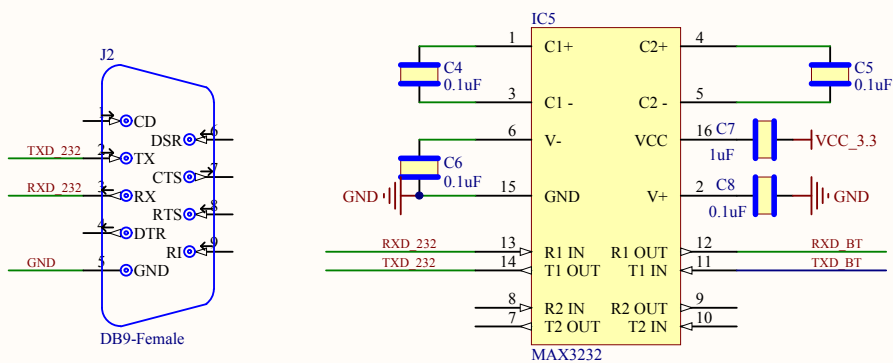 J2
1 CD
DSR 6
TXD_232 2 TX
CTS 7
RXD_232 3 RX
RTS 8
4 DTR
RI 9
GND 5 GND
DB9-Female
IC5
1 C1+ C2+ 4
C4 0.1uF
C5 0.1uF
3 C1 - C2 - 5
6 V- VCC 16
C7 1uF VCC_3.3
C6 0.1uF
GND 15 GND V+ 2
C8 0.1uF GND
RXD_232 13 R1 IN R1 OUT 12 RXD_BT
TXD_232 14 T1 OUT T1 IN 11 TXD_BT
8 R2 IN R2 OUT 9
7 T2 OUT T2 IN 10
MAX3232